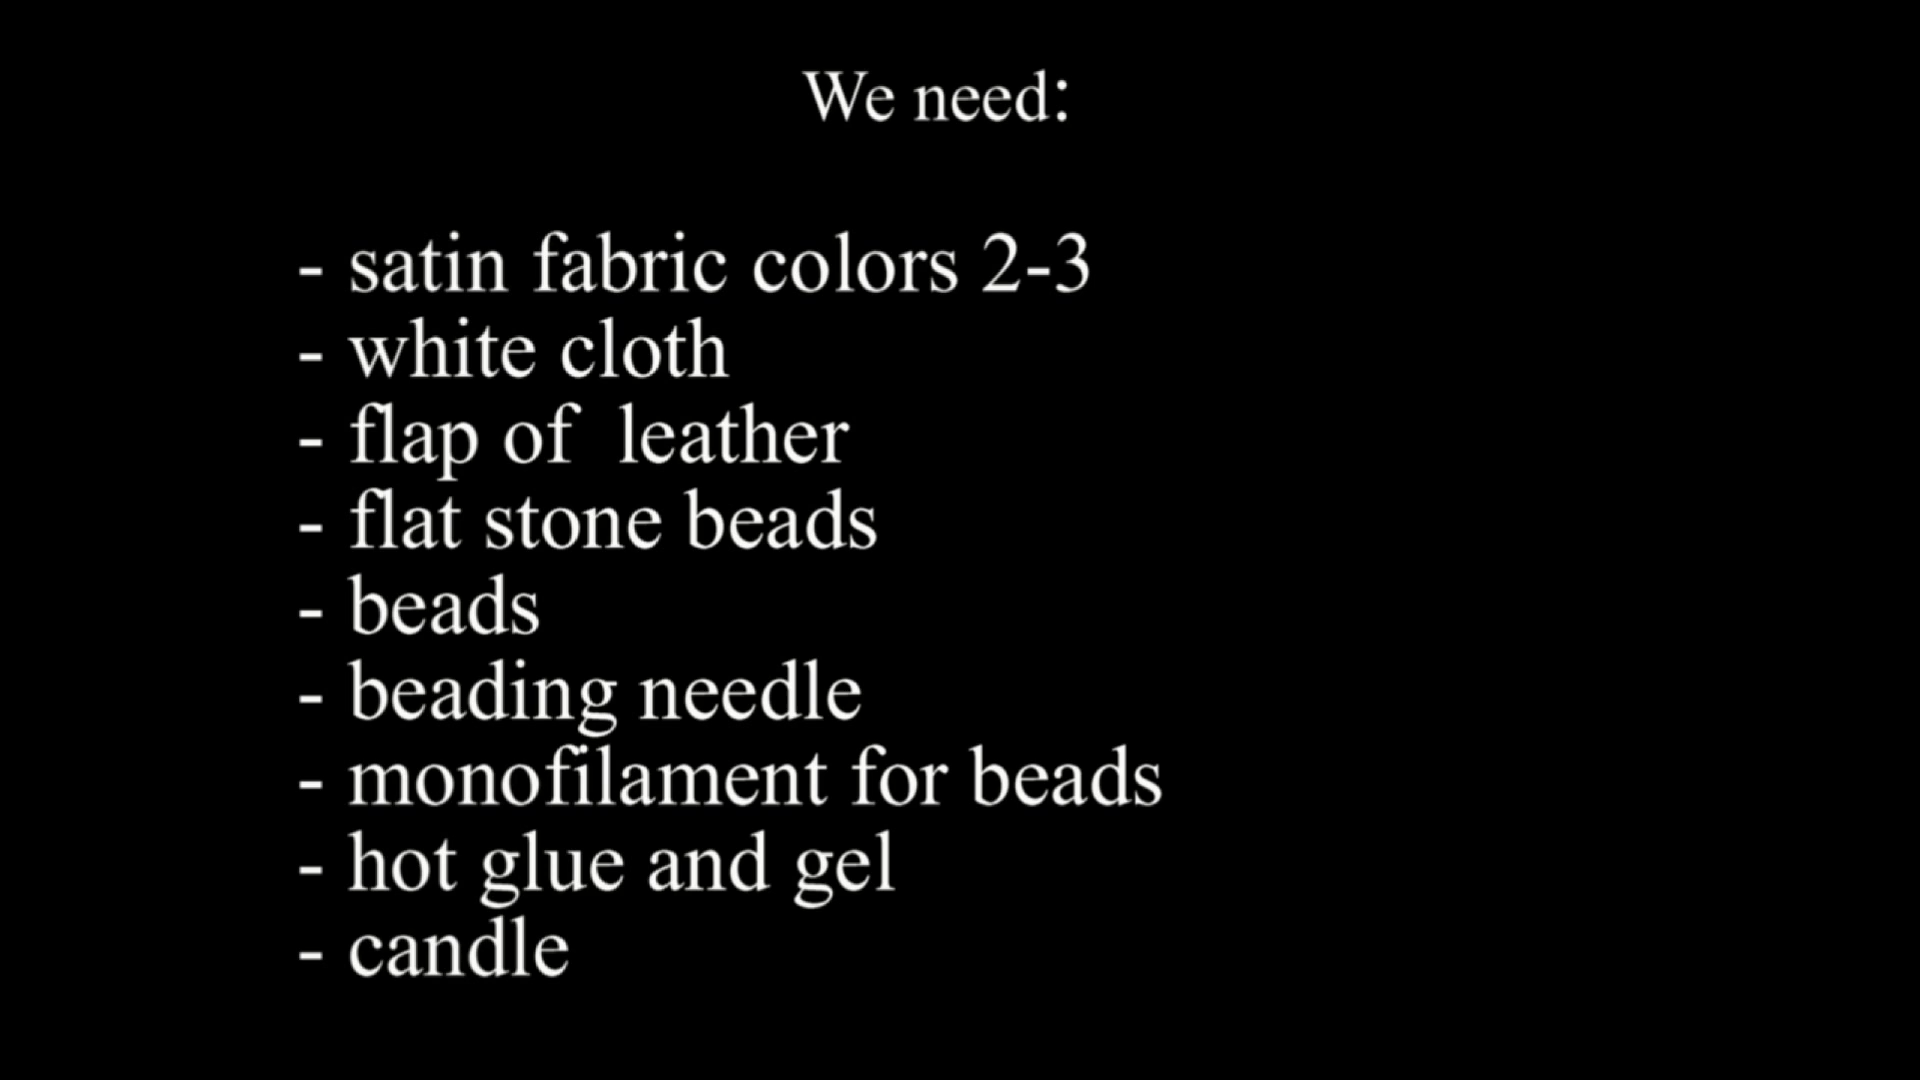 We need:
- satin fabric colors 2-3
- white cloth
- flap of  leather
- flat stone beads
- beads
- beading needle
- monofilament for beads
- hot glue and gel
- candle